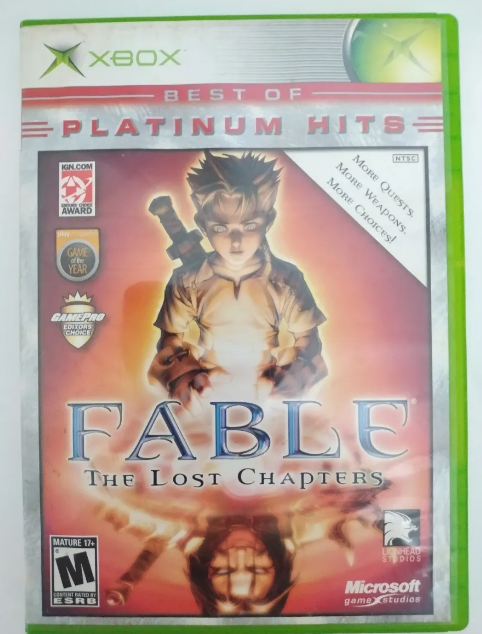 XBOX
BEST OF
PLATINUM HITS
IGN.COM
EDITORS' CHOICE
AWARD
NTSC
More Quests.
More Weapons.
More Choices!
GAME
of the
YEAR
GAMEPRO
EDITORS'
CHOICE
FABLE®
The Lost Chapters
MATURE 17+
M
CONTENT RATED BY
ESRB
LIONHEAD
STUDIOS
Microsoft
game studios